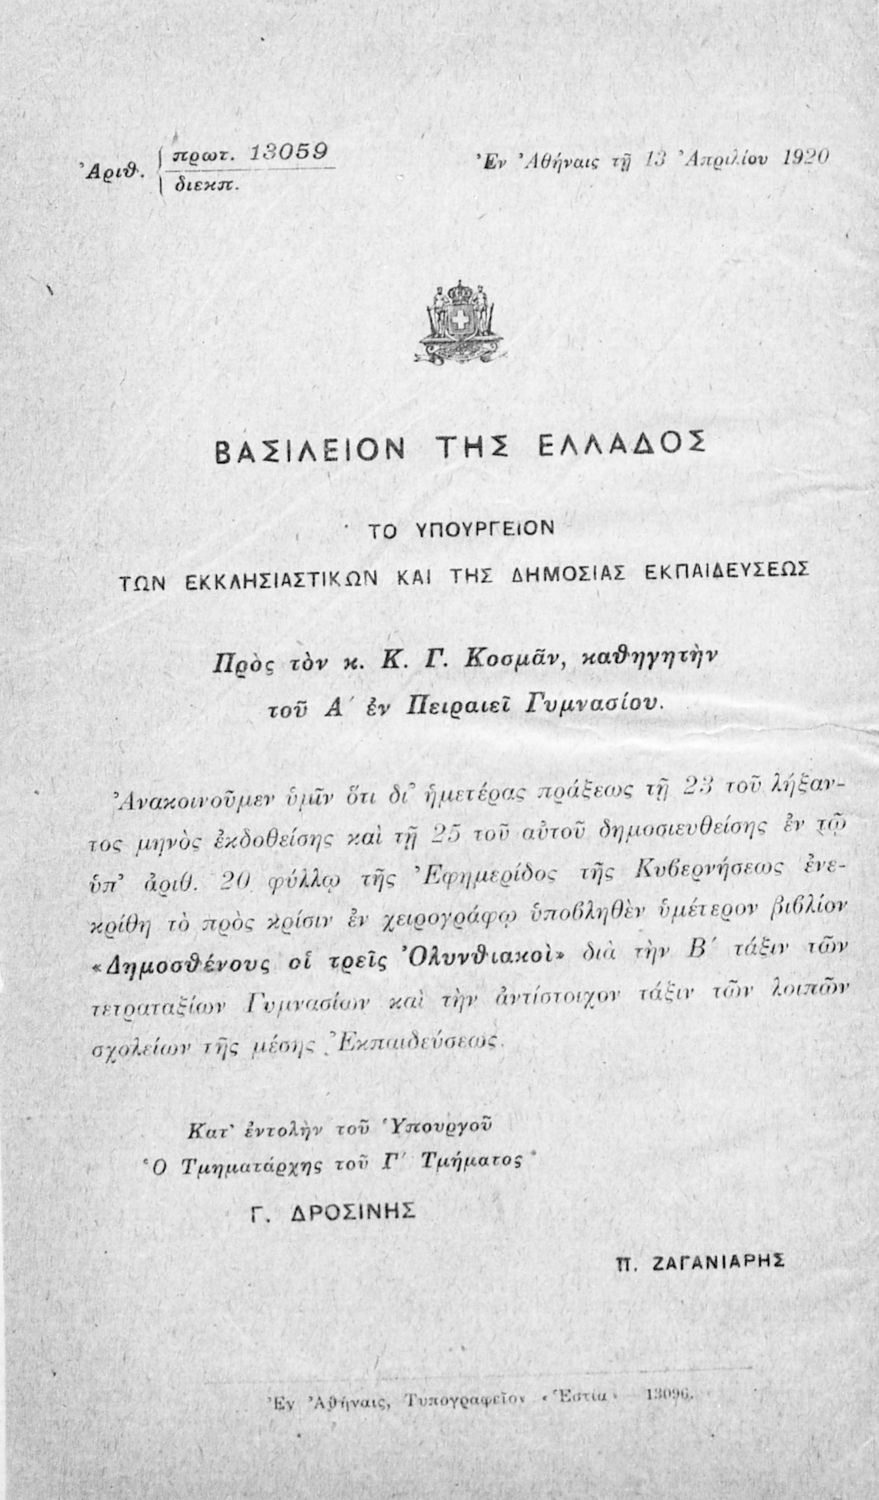 Ἀριθ. { πρωτ. 13059 Ἐν Ἀθήναις τῇ 13 Ἀπριλίου 1920
διεκπ.
ΒΑΣΙΛΕΙΟΝ ΤΗΣ ΕΛΛΑΔΟΣ
ΤΟ ΥΠΟΥΡΓΕΙΟΝ
ΤΩΝ ΕΚΚΛΗΣΙΑΣΤΙΚΩΝ ΚΑΙ ΤΗΣ ΔΗΜΟΣΙΑΣ ΕΚΠΑΙΔΕΥΣΕΩΣ
Πρὸς τὸν κ. Κ. Γ. Κοσμᾶν, καθηγητὴν
τοῦ Α΄ ἐν Πειραιεῖ Γυμνασίου.
Ἀνακοινοῦμεν ὑμῖν ὅτι δι’ ἡμετέρας πράξεως τῇ 23 τοῦ λήξαν-
τος μηνὸς ἐκδοθείσης καὶ τῇ 25 τοῦ αὐτοῦ δημοσιευθείσης ἐν τῷ
ὑπ’ ἀριθ. 20 φύλλῳ τῆς Ἐφημερίδος τῆς Κυβερνήσεως ἐνε-
κρίθη τὸ πρὸς κρίσιν ἐν χειρογράφῳ ὑποβληθὲν ὑμέτερον βιβλίον
«Δημοσθένους οἱ τρεῖς Ὀλυνθιακοὶ» διὰ τὴν Β΄ τάξιν τῶν
τετραταξίων Γυμνασίων καὶ τὴν ἀντίστοιχον τάξιν τῶν λοιπῶν
σχολείων τῆς μέσης Ἐκπαιδεύσεως.
Κατ’ ἐντολὴν τοῦ Ὑπουργοῦ
Ὁ Τμηματάρχης τοῦ Γ΄ Τμήματος
Γ. ΔΡΟΣΙΝΗΣ
Π. ΖΑΓΑΝΙΑΡΗΣ
Ἐν Ἀθήναις, Τυπογραφεῖον «Ἑστία» 13096.